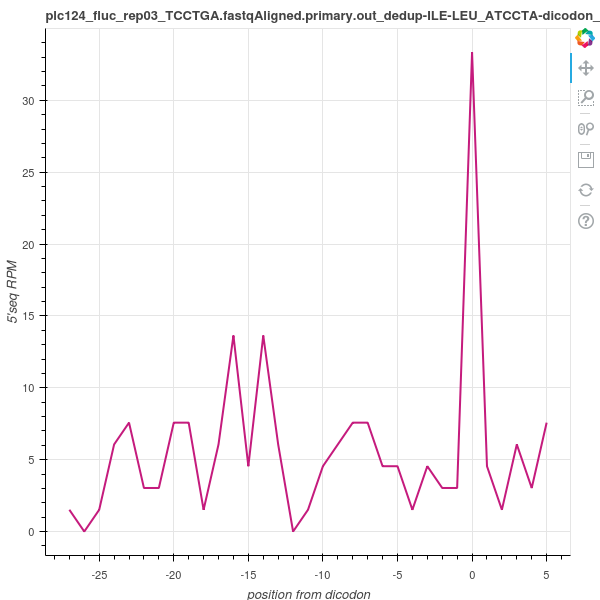 plc124_fluc_rep03_TCCTGA.fastqAligned.primary.out_dedup-ILE-LEU_ATCCTA-dicodon_
30
25
20
15
10
5
0
5'seq RPM
-25 -20 -15 -10 -5 0 5
position from dicodon